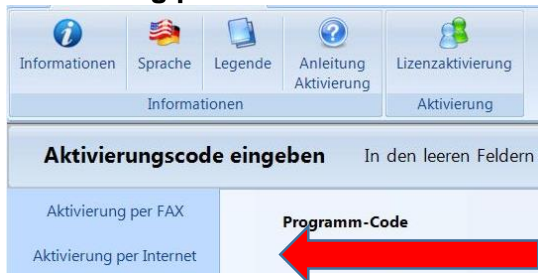 Informationen Sprache Legende Anleitung Lizenzaktivierung
Aktivierung
Informationen Aktivierung
Aktivierungscode eingeben In den leeren Feldern
Aktivierung per FAX
Programm-Code
Aktivierung per Internet